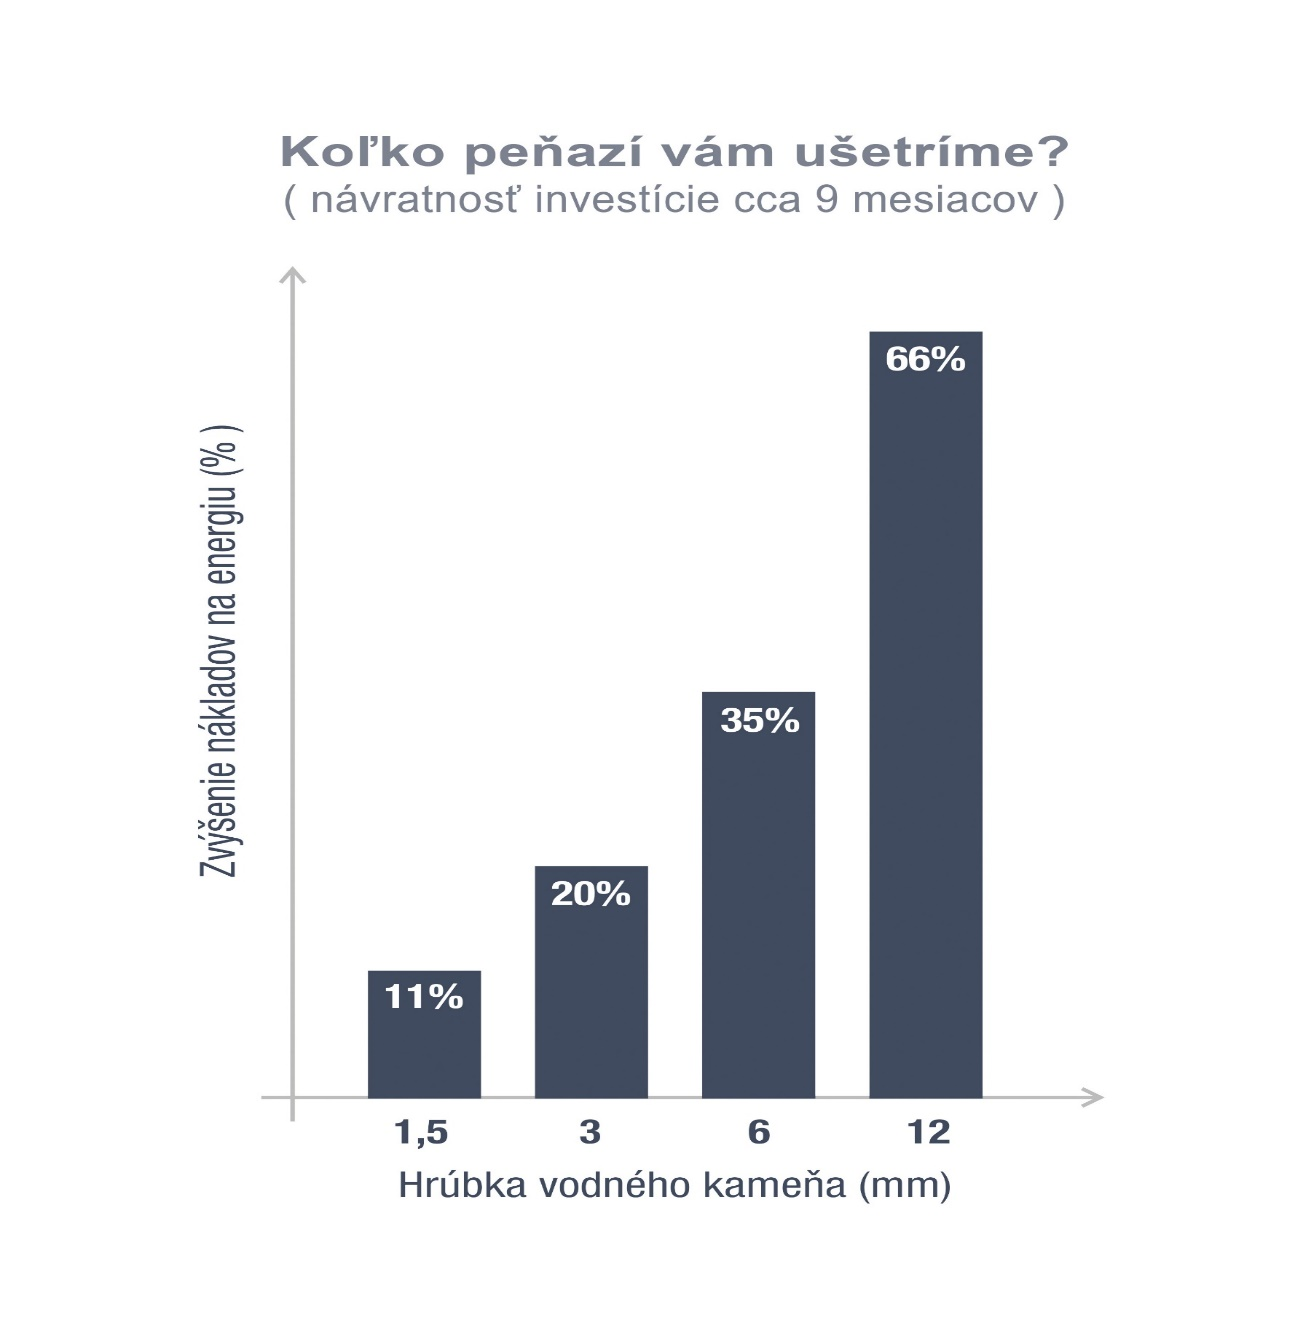 Koľko peňazí vám ušetríme?
( návratnosť investície cca 9 mesiacov )
Zvýšenie nákladov na energiu (% )
66%
35%
20%
11%
1,5 3 6 12
Hrúbka vodného kameňa (mm)